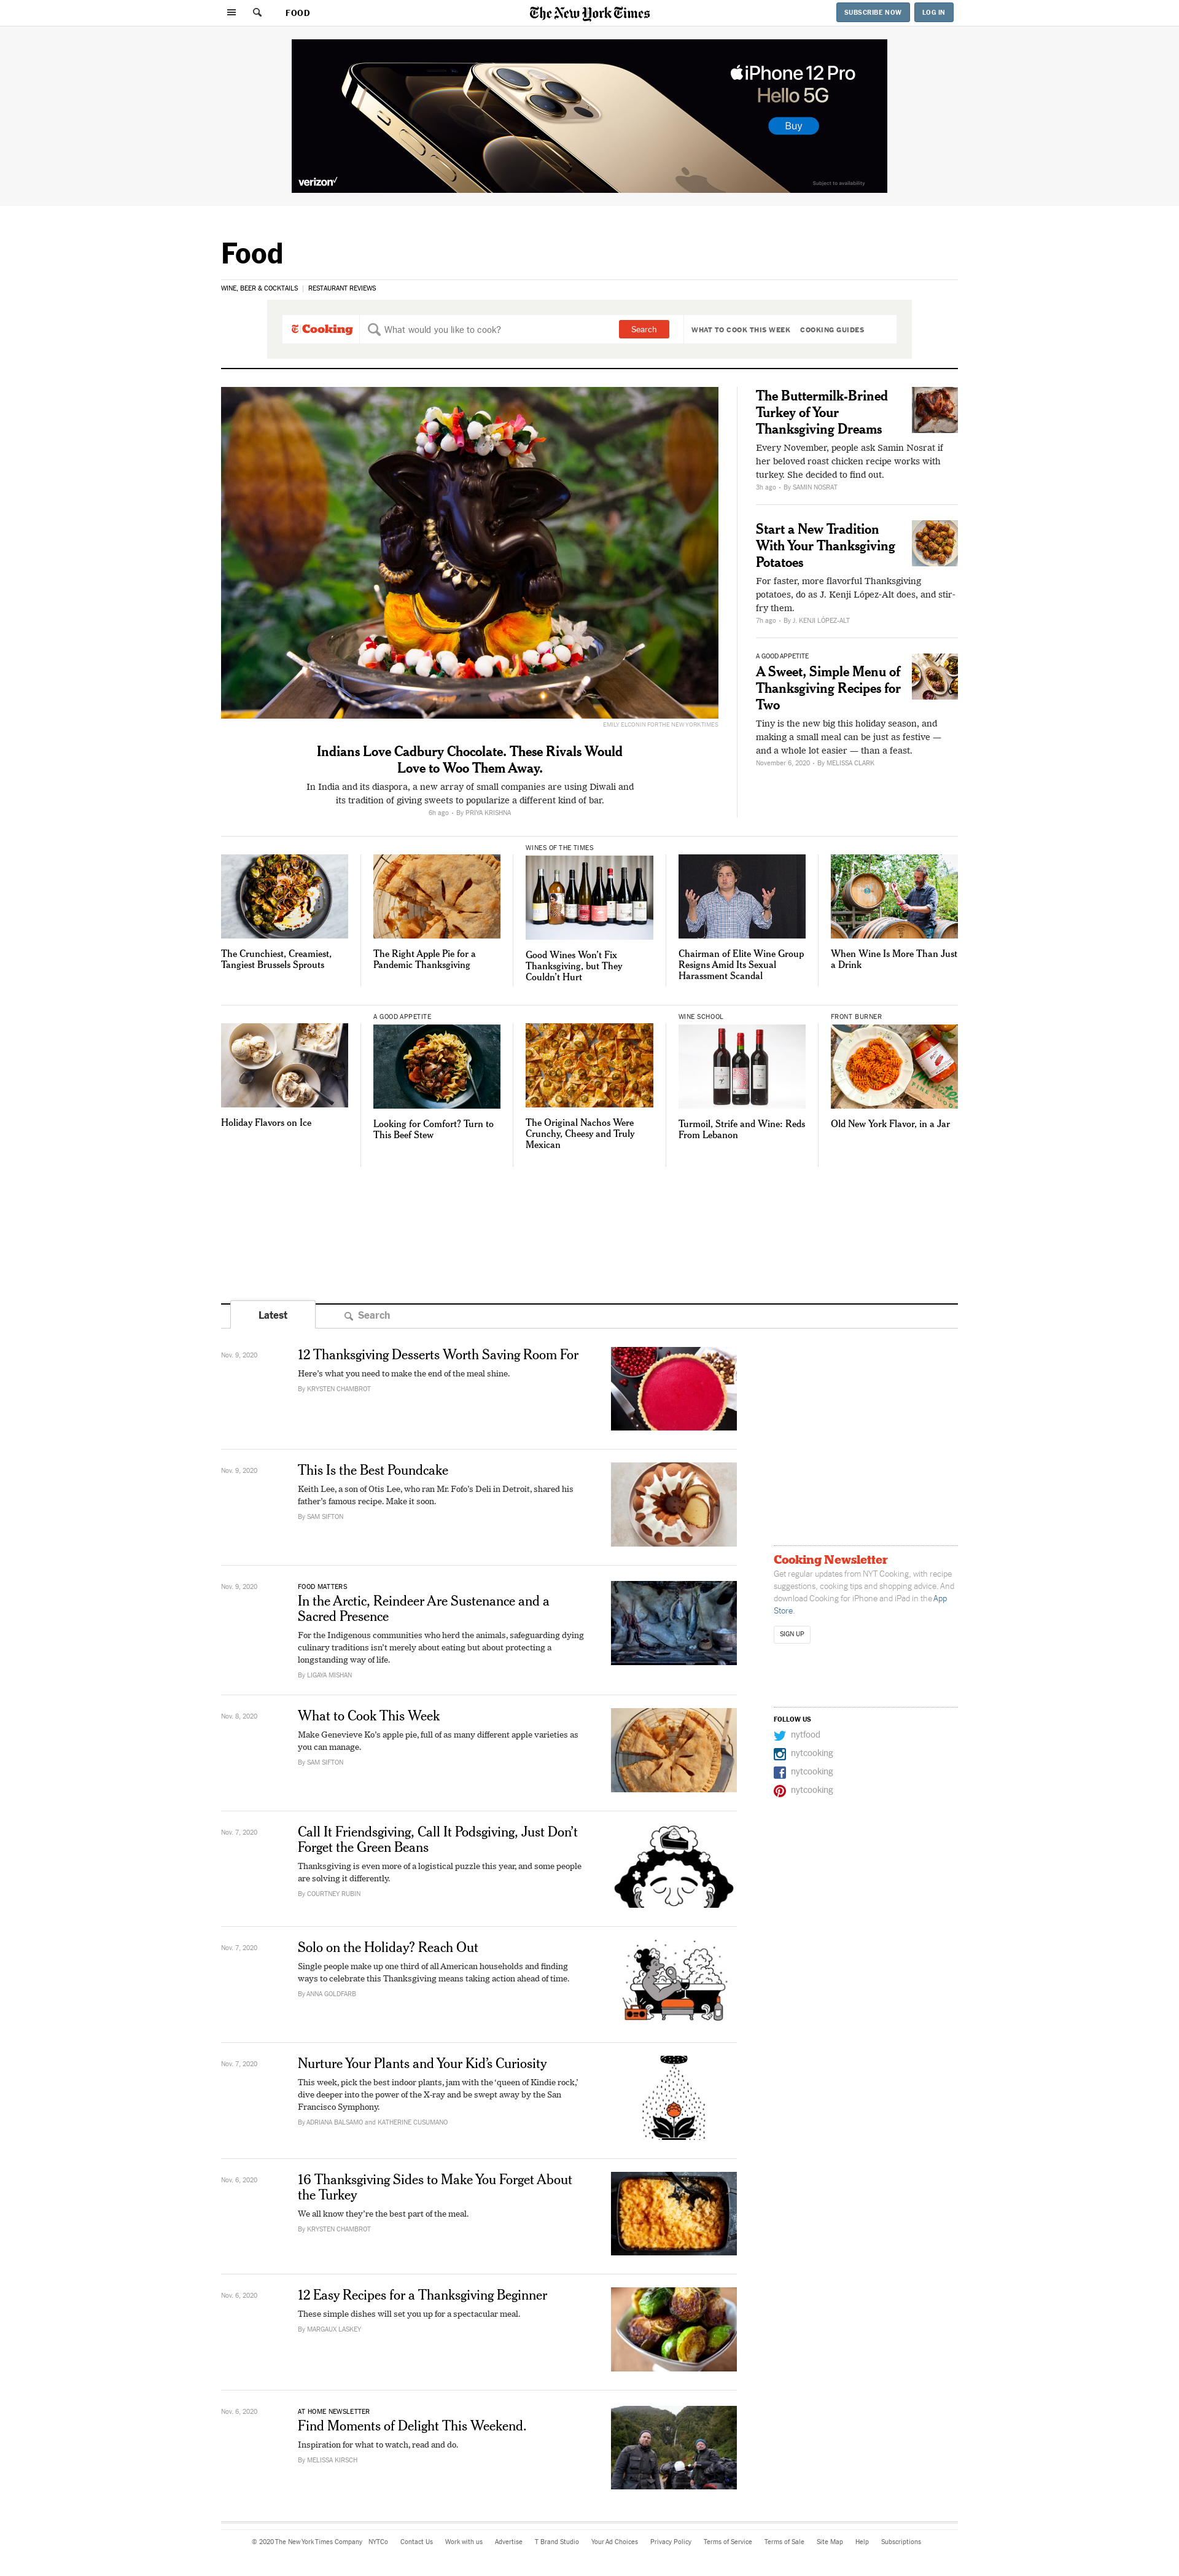 FOOD
The New York Times
SUBSCRIBE NOW
LOG IN
iPhone 12 Pro
Hello 5G
Buy
verizon✓
Subject to availability
Food
WINE, BEER & COCKTAILS | RESTAURANT REVIEWS
T Cooking
What would you like to cook?
Search
WHAT TO COOK THIS WEEK
COOKING GUIDES
EMILY ELCONIN FOR THE NEW YORK TIMES
Indians Love Cadbury Chocolate. These Rivals Would
Love to Woo Them Away.
In India and its diaspora, a new array of small companies are using Diwali and
its tradition of giving sweets to popularize a different kind of bar.
6h ago • By PRIYA KRISHNA
The Buttermilk-Brined
Turkey of Your
Thanksgiving Dreams
Every November, people ask Samin Nosrat if
her beloved roast chicken recipe works with
turkey. She decided to find out.
3h ago • By SAMIN NOSRAT
Start a New Tradition
With Your Thanksgiving
Potatoes
For faster, more flavorful Thanksgiving
potatoes, do as J. Kenji López-Alt does, and stir-
fry them.
7h ago • By J. KENJI LÓPEZ-ALT
A GOOD APPETITE
A Sweet, Simple Menu of
Thanksgiving Recipes for
Two
Tiny is the new big this holiday season, and
making a small meal can be just as festive —
and a whole lot easier — than a feast.
November 6, 2020 • By MELISSA CLARK
The Crunchiest, Creamiest,
Tangiest Brussels Sprouts
The Right Apple Pie for a
Pandemic Thanksgiving
WINES OF THE TIMES
Good Wines Won't Fix
Thanksgiving, but They
Couldn't Hurt
Chairman of Elite Wine Group
Resigns Amid Its Sexual
Harassment Scandal
When Wine Is More Than Just
a Drink
Holiday Flavors on Ice
A GOOD APPETITE
Looking for Comfort? Turn to
This Beef Stew
The Original Nachos Were
Crunchy, Cheesy and Truly
Mexican
WINE SCHOOL
Turmoil, Strife and Wine: Reds
From Lebanon
FRONT BURNER
Old New York Flavor, in a Jar
Latest
Search
Nov. 9, 2020
12 Thanksgiving Desserts Worth Saving Room For
Here's what you need to make the end of the meal shine.
By KRYSTEN CHAMBROT
Nov. 9, 2020
This Is the Best Poundcake
Keith Lee, a son of Otis Lee, who ran Mr. Fofo's Deli in Detroit, shared his
father's famous recipe. Make it soon.
By SAM SIFTON
Nov. 9, 2020
FOOD MATTERS
In the Arctic, Reindeer Are Sustenance and a
Sacred Presence
For the Indigenous communities who herd the animals, safeguarding dying
culinary traditions isn't merely about eating but about protecting a
longstanding way of life.
By LIGAYA MISHAN
Nov. 8, 2020
What to Cook This Week
Make Genevieve Ko's apple pie, full of as many different apple varieties as
you can manage.
By SAM SIFTON
Nov. 7, 2020
Call It Friendsgiving, Call It Podsgiving, Just Don't
Forget the Green Beans
Thanksgiving is even more of a logistical puzzle this year, and some people
are solving it differently.
By COURTNEY RUBIN
Nov. 7, 2020
Solo on the Holiday? Reach Out
Single people make up one third of all American households and finding
ways to celebrate this Thanksgiving means taking action ahead of time.
By ANNA GOLDFARB
Nov. 7, 2020
Nurture Your Plants and Your Kid's Curiosity
This week, pick the best indoor plants, jam with the 'queen of Kindie rock,'
dive deeper into the power of the X-ray and be swept away by the San
Francisco Symphony.
By ADRIANA BALSAMO and KATHERINE CUSUMANO
Nov. 6, 2020
16 Thanksgiving Sides to Make You Forget About
the Turkey
We all know they're the best part of the meal.
By KRYSTEN CHAMBROT
Nov. 6, 2020
12 Easy Recipes for a Thanksgiving Beginner
These simple dishes will set you up for a spectacular meal.
By MARGAUX LASKEY
Nov. 6, 2020
AT HOME NEWSLETTER
Find Moments of Delight This Weekend.
Inspiration for what to watch, read and do.
By MELISSA KIRSCH
Cooking Newsletter
Get regular updates from NYT Cooking, with recipe
suggestions, cooking tips and shopping advice. And
download Cooking for iPhone and iPad in the App
Store.
SIGN UP
FOLLOW US
nytfood
nytcooking
nytcooking
nytcooking
© 2020 The New York Times Company NYTCo Contact Us Work with us Advertise T Brand Studio Your Ad Choices Privacy Policy Terms of Service Terms of Sale Site Map Help Subscriptions